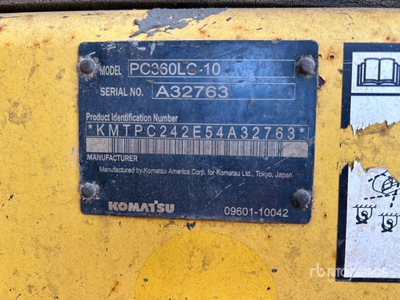 MODEL PC360LC-10
SERIAL NO. A32763
Product Identification Number
*KMTPC242E54A32763*
MANUFACTURER
Manufactured by Komatsu America Corp. for Komatsu Ltd., Tokyo, Japan
KOMATSU 09601-10042
rb